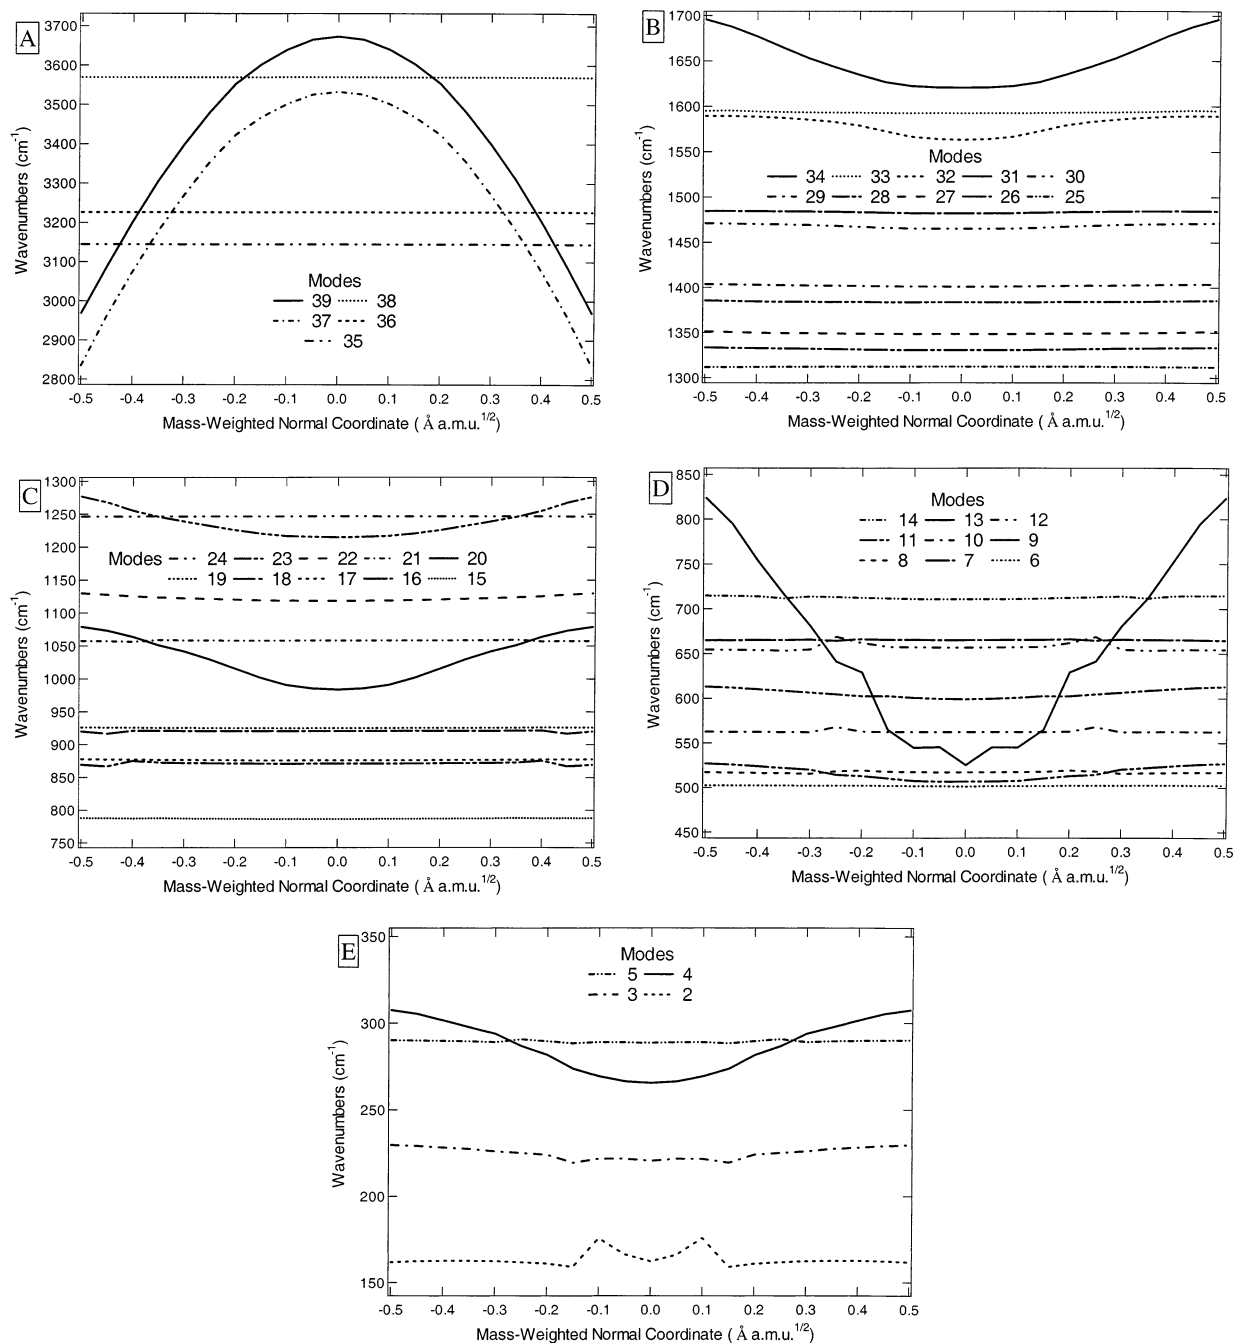 A
3700
3600
3500
3400
3300
3200
3100
3000
2900
2800
Wavenumbers (cm-1)
Modes
39 38
37 36
35
-0.5 -0.4 -0.3 -0.2 -0.1 0.0 0.1 0.2 0.3 0.4 0.5
Mass-Weighted Normal Coordinate ( Å a.m.u.1/2)
B
1700
1650
1600
1550
1500
1450
1400
1350
1300
Wavenumbers (cm-1)
Modes
34 33 32 31 30
29 28 27 26 25
-0.5 -0.4 -0.3 -0.2 -0.1 0.0 0.1 0.2 0.3 0.4 0.5
Mass-Weighted Normal Coordinate ( Å a.m.u.1/2)
C
1300
1250
1200
1150
1100
1050
1000
950
900
850
800
750
Wavenumbers (cm-1)
Modes 24 23 22 21 20
19 18 17 16 15
-0.5 -0.4 -0.3 -0.2 -0.1 0.0 0.1 0.2 0.3 0.4 0.5
Mass-Weighted Normal Coordinate ( Å a.m.u.1/2)
D
850
800
750
700
650
600
550
500
450
Wavenumbers (cm-1)
Modes
14 13 12
11 10 9
8 7 6
-0.5 -0.4 -0.3 -0.2 -0.1 0.0 0.1 0.2 0.3 0.4 0.5
Mass-Weighted Normal Coordinate ( Å a.m.u.1/2)
E
350
300
250
200
150
Wavenumbers (cm-1)
Modes
5 4
3 2
-0.5 -0.4 -0.3 -0.2 -0.1 0.0 0.1 0.2 0.3 0.4 0.5
Mass-Weighted Normal Coordinate ( Å a.m.u.1/2)